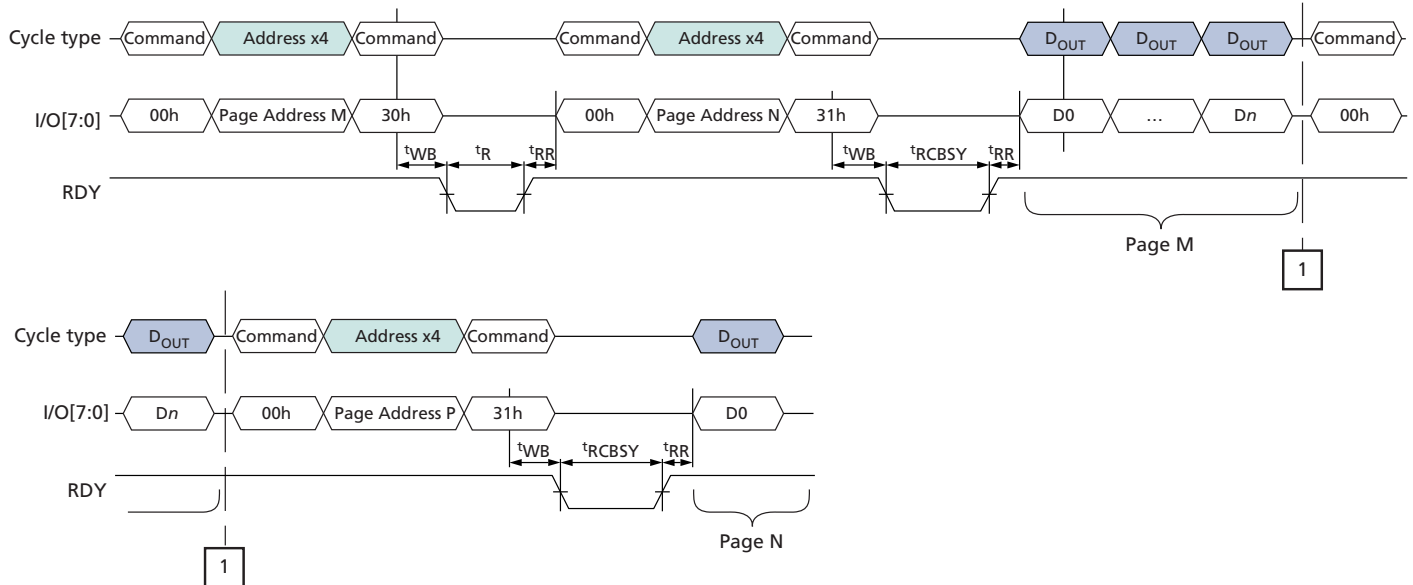 Cycle type Command Address x4 Command Command Address x4 Command DOUT DOUT DOUT Command
I/O[7:0] 00h Page Address M 30h 00h Page Address N 31h D0 … Dn 00h
tWB tR tRR tWB tRCBSY tRR
RDY
Page M
1
Cycle type DOUT Command Address x4 Command DOUT
I/O[7:0] Dn 00h Page Address P 31h D0
tWB tRCBSY tRR
RDY
Page N
1